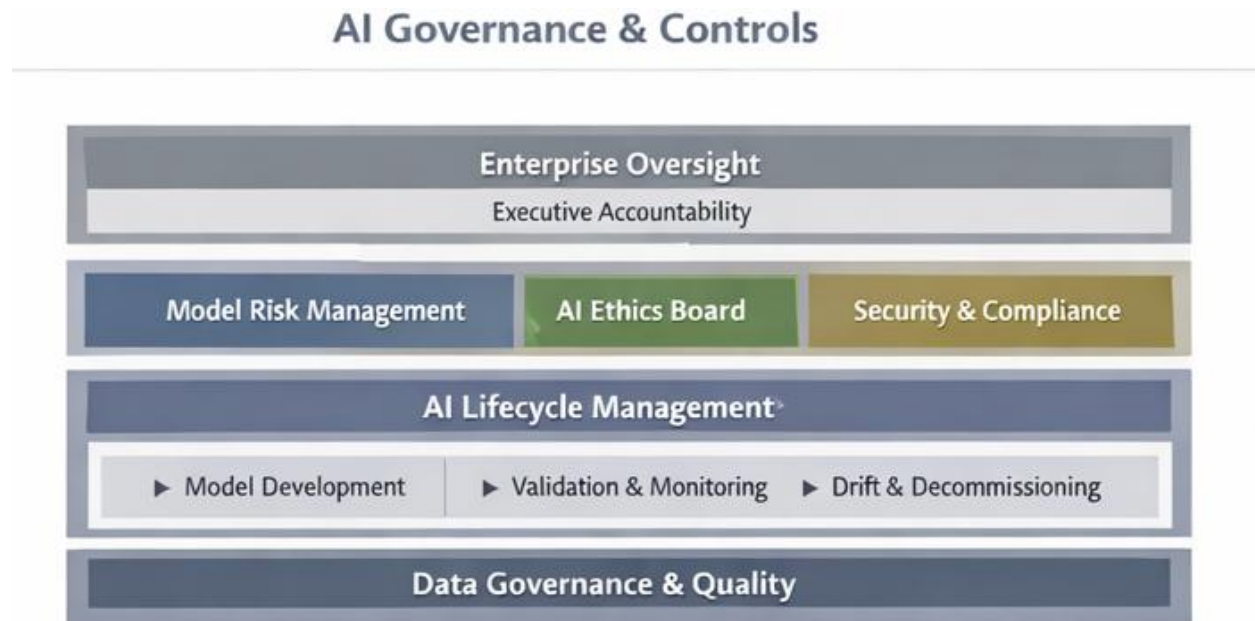 AI Governance & Controls
Enterprise Oversight
Executive Accountability
Model Risk Management
AI Ethics Board
Security & Compliance
AI Lifecycle Management
▶ Model Development
▶ Validation & Monitoring
▶ Drift & Decommissioning
Data Governance & Quality